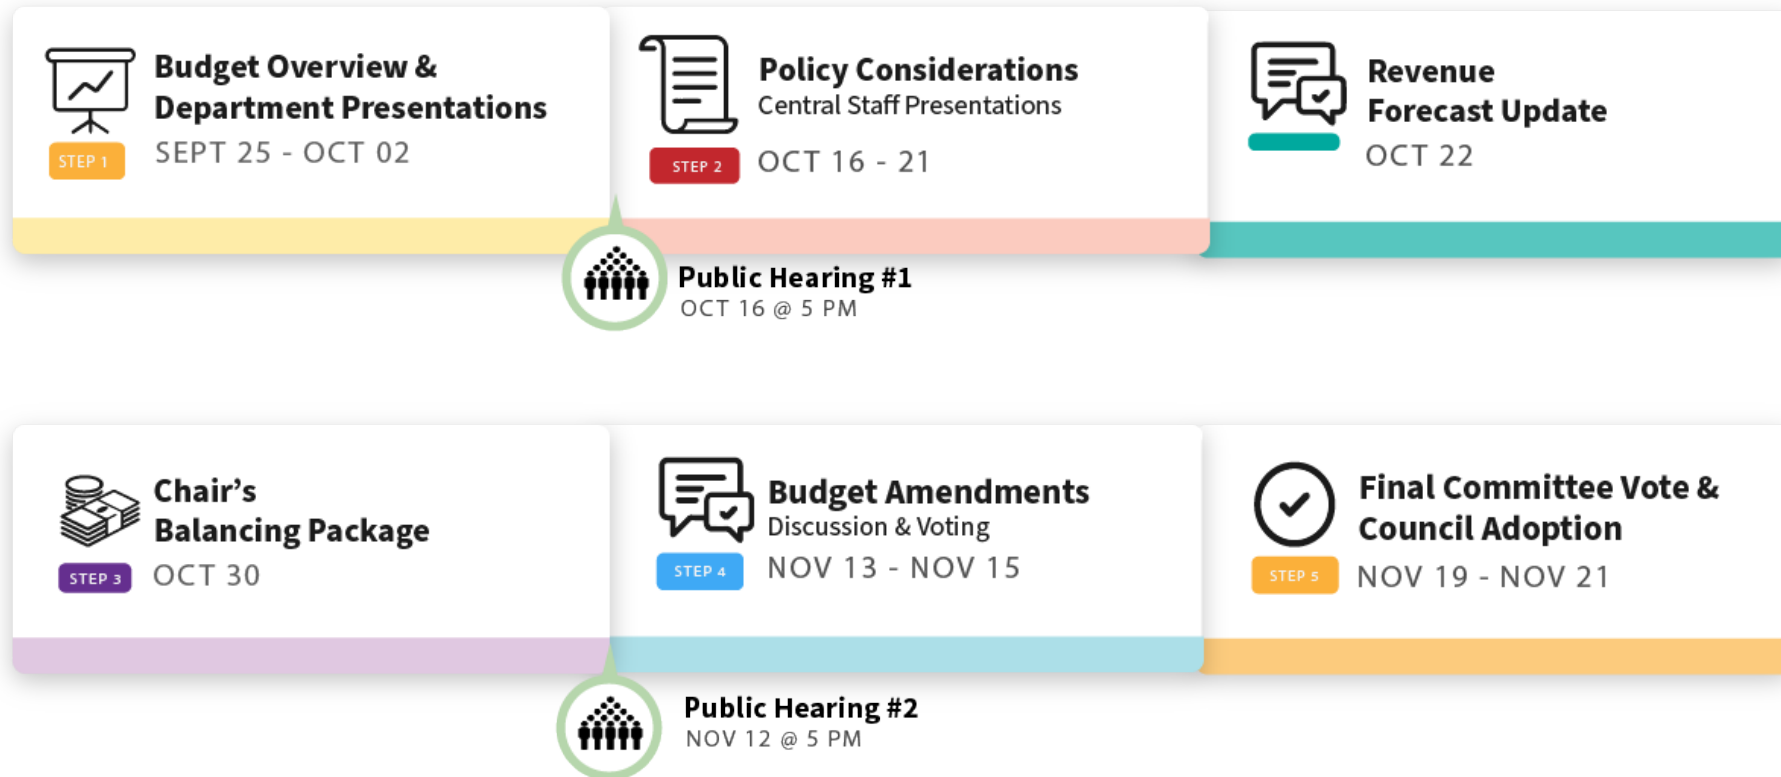 Budget Overview &
Department Presentations
STEP 1
SEPT 25 - OCT 02
Policy Considerations
Central Staff Presentations
STEP 2
OCT 16 - 21
Revenue
Forecast Update
OCT 22
Public Hearing #1
OCT 16 @ 5 PM
Chair’s
Balancing Package
STEP 3
OCT 30
Budget Amendments
Discussion & Voting
STEP 4
NOV 13 - NOV 15
Final Committee Vote &
Council Adoption
STEP 5
NOV 19 - NOV 21
Public Hearing #2
NOV 12 @ 5 PM